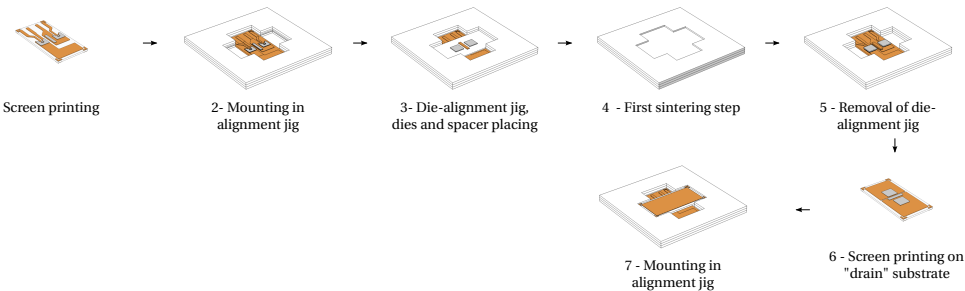 Screen printing
2- Mounting in
alignment jig
3- Die-alignment jig,
dies and spacer placing
4 - First sintering step
5 - Removal of die-
alignment jig
6 - Screen printing on
"drain" substrate
7 - Mounting in
alignment jig